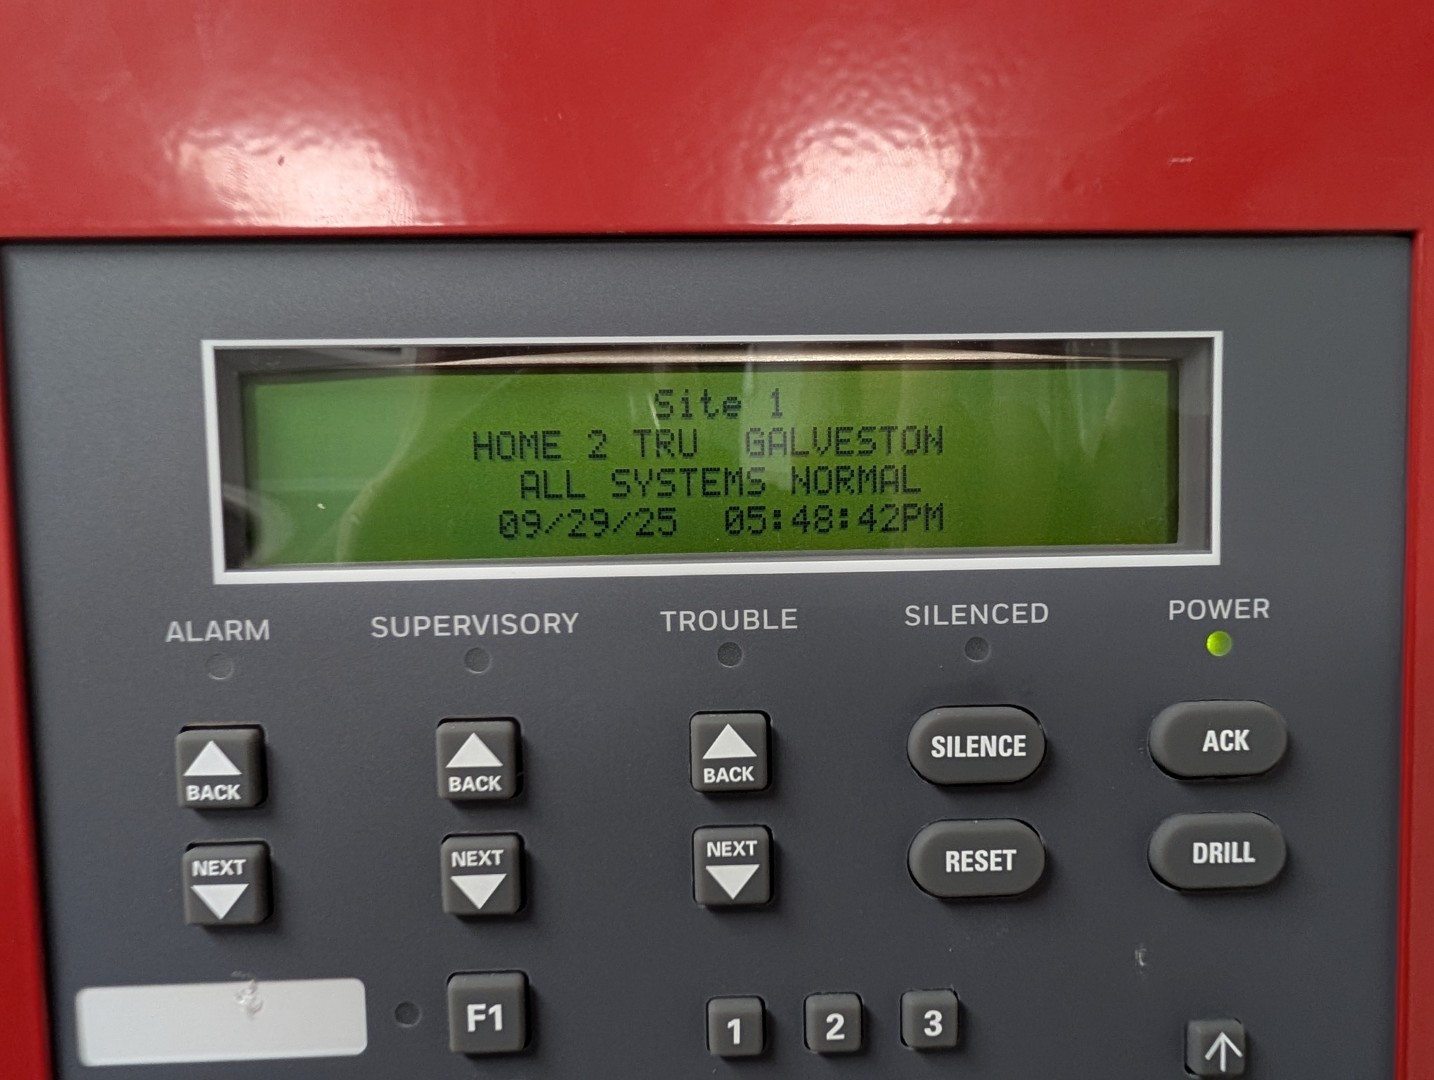 Site 1
HOME 2 TRU  GALVESTON
ALL SYSTEMS NORMAL
09/29/25  05:48:42PM
ALARM SUPERVISORY TROUBLE SILENCED POWER
BACK BACK BACK SILENCE ACK
NEXT NEXT NEXT RESET DRILL
F1 1 2 3